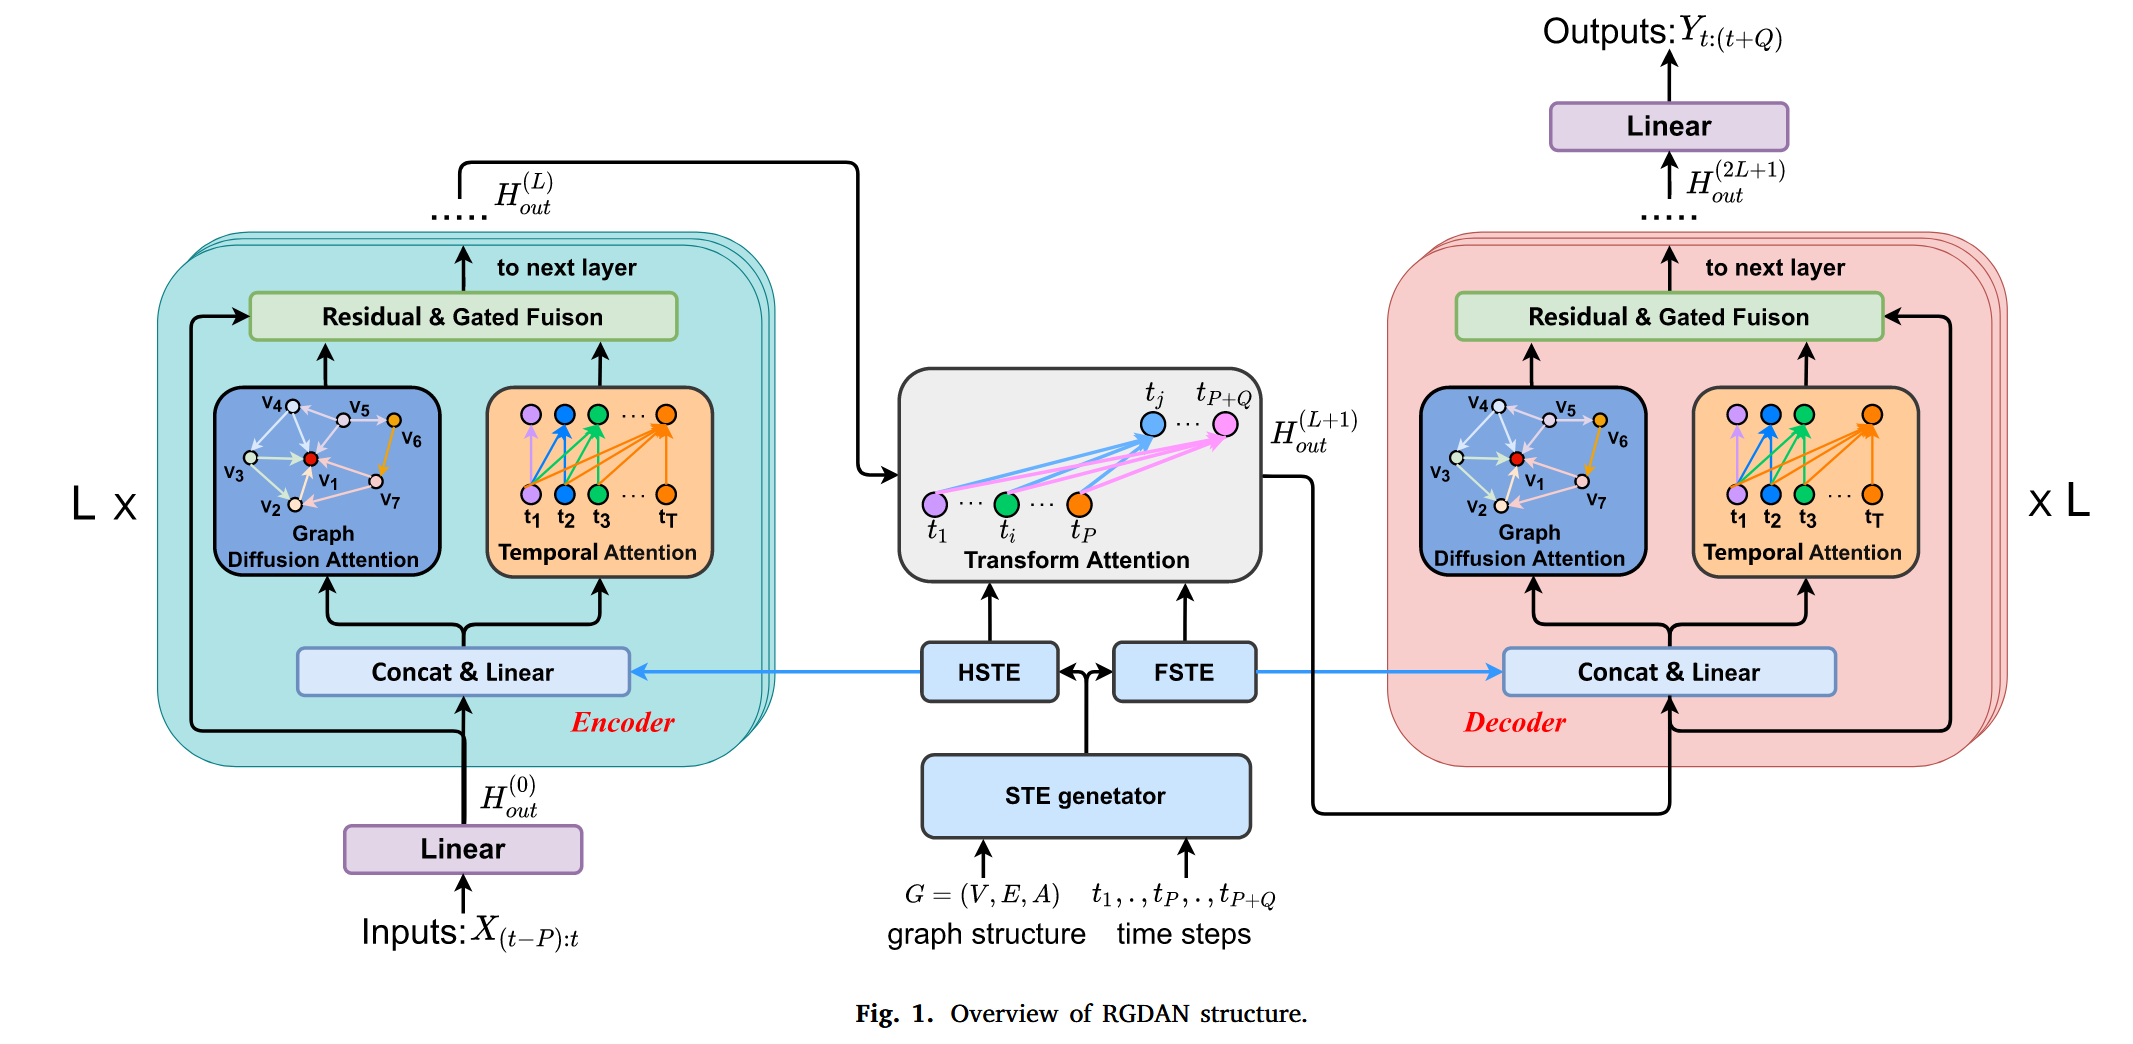 Outputs: Y_{t:(t+Q)}
Linear
H_{out}^{(2L+1)}
H_{out}^{(L)}
.....
.....
to next layer
to next layer
Residual & Gated Fuison
Residual & Gated Fuison
L x
V4 V5 V6 V3 V1 V2 V7
Graph
Diffusion Attention
...
...
t1 t2 t3 tT
Temporal Attention
t_j ... t_{P+Q}
... ...
t_1 t_i t_P
Transform Attention
H_{out}^{(L+1)}
V4 V5 V6 V3 V1 V2 V7
Graph
Diffusion Attention
...
...
t1 t2 t3 tT
Temporal Attention
x L
Concat & Linear
HSTE
FSTE
Concat & Linear
Encoder
Decoder
H_{out}^{(0)}
STE genetator
Linear
G = (V, E, A)
t_1, ., t_P, ., t_{P+Q}
graph structure
time steps
Inputs: X_{(t-P):t}
Fig. 1. Overview of RGDAN structure.